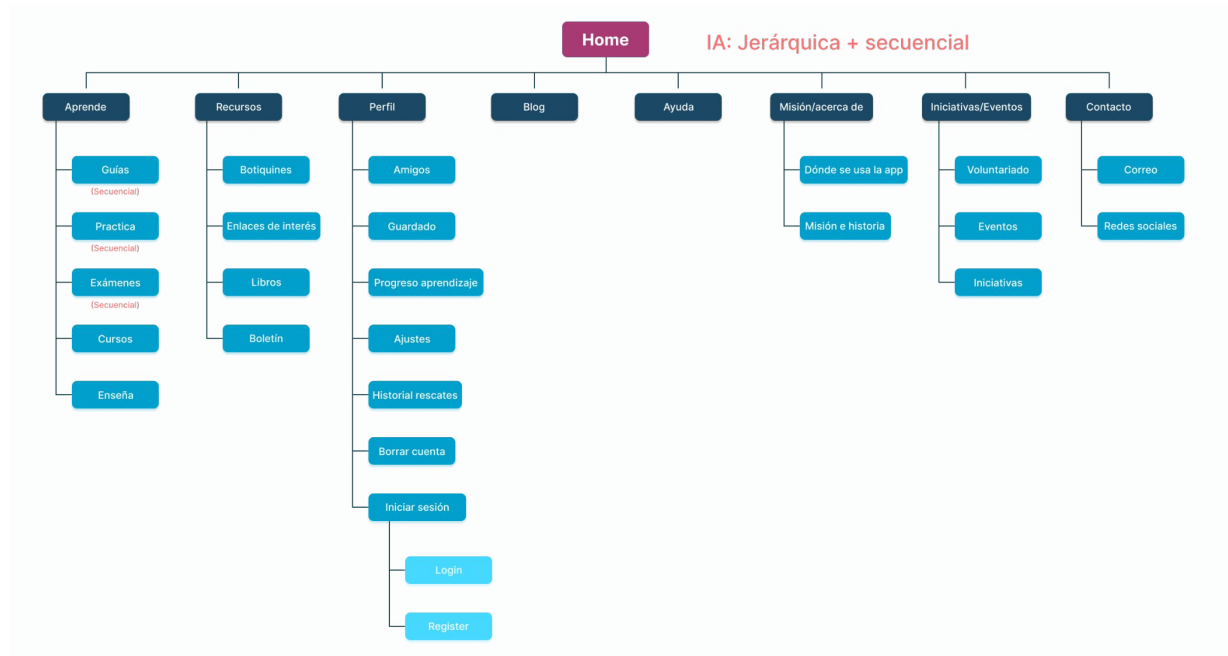 Home
IA: Jerárquica + secuencial
Aprende
Recursos
Perfil
Blog
Ayuda
Misión/acerca de
Iniciativas/Eventos
Contacto
Guías
(Secuencial)
Practica
(Secuencial)
Exámenes
(Secuencial)
Cursos
Enseña
Botiquines
Enlaces de interés
Libros
Boletín
Amigos
Guardado
Progreso aprendizaje
Ajustes
Historial rescates
Borrar cuenta
Iniciar sesión
Login
Register
Dónde se usa la app
Misión e historia
Voluntariado
Eventos
Iniciativas
Correo
Redes sociales